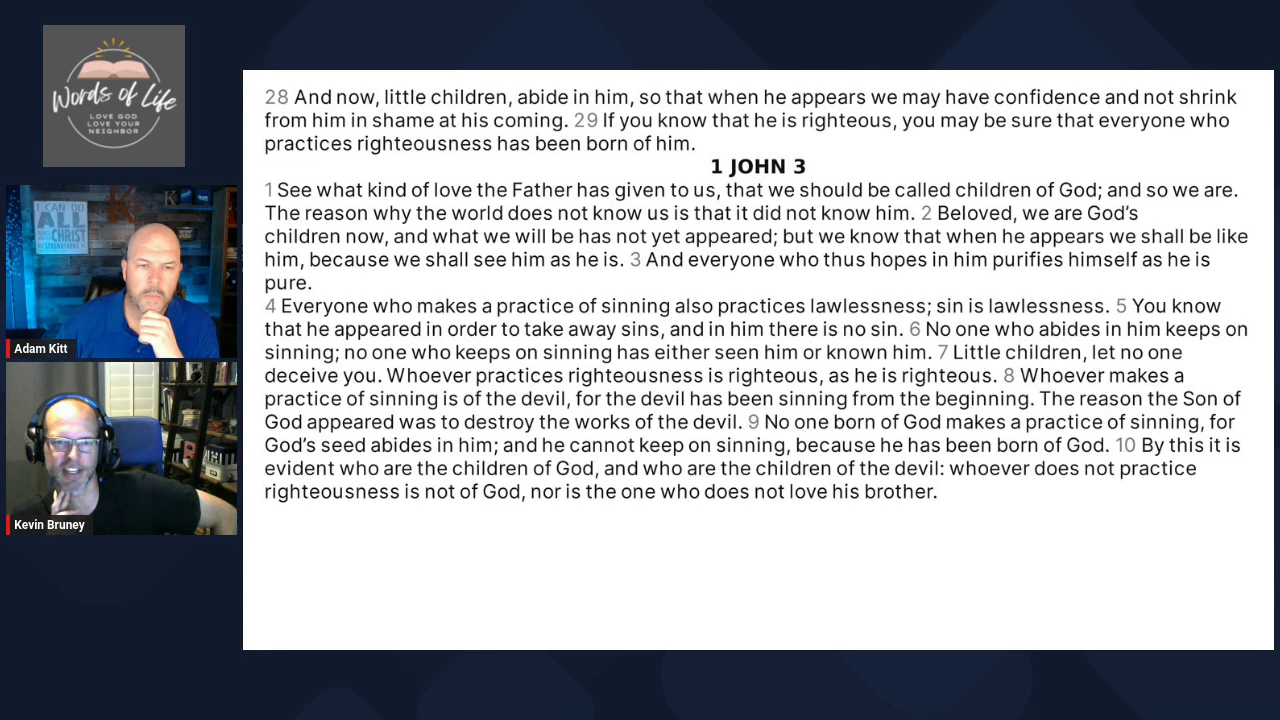 Words of Life
LOVE GOD
LOVE YOUR
NEIGHBOR
28 And now, little children, abide in him, so that when he appears we may have confidence and not shrink
from him in shame at his coming. 29 If you know that he is righteous, you may be sure that everyone who
practices righteousness has been born of him.
1 JOHN 3
1 See what kind of love the Father has given to us, that we should be called children of God; and so we are.
The reason why the world does not know us is that it did not know him. 2 Beloved, we are God’s
children now, and what we will be has not yet appeared; but we know that when he appears we shall be like
him, because we shall see him as he is. 3 And everyone who thus hopes in him purifies himself as he is
pure.
4 Everyone who makes a practice of sinning also practices lawlessness; sin is lawlessness. 5 You know
that he appeared in order to take away sins, and in him there is no sin. 6 No one who abides in him keeps on
sinning; no one who keeps on sinning has either seen him or known him. 7 Little children, let no one
deceive you. Whoever practices righteousness is righteous, as he is righteous. 8 Whoever makes a
practice of sinning is of the devil, for the devil has been sinning from the beginning. The reason the Son of
God appeared was to destroy the works of the devil. 9 No one born of God makes a practice of sinning, for
God’s seed abides in him; and he cannot keep on sinning, because he has been born of God. 10 By this it is
evident who are the children of God, and who are the children of the devil: whoever does not practice
righteousness is not of God, nor is the one who does not love his brother.
I CAN DO
ALL
CHRIST
K
Adam Kitt
Kevin Bruney